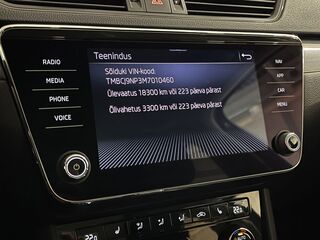 Teenindus
RADIO
MEDIA
PHONE
VOICE
Sõiduki VIN-kood:
TMBCJ9NP3M7010460
Ülevaatus 18300 km või 223 päeva pärast
Õlivahetus 3300 km või 223 päeva pärast
NAV
APP
CAR
MENU